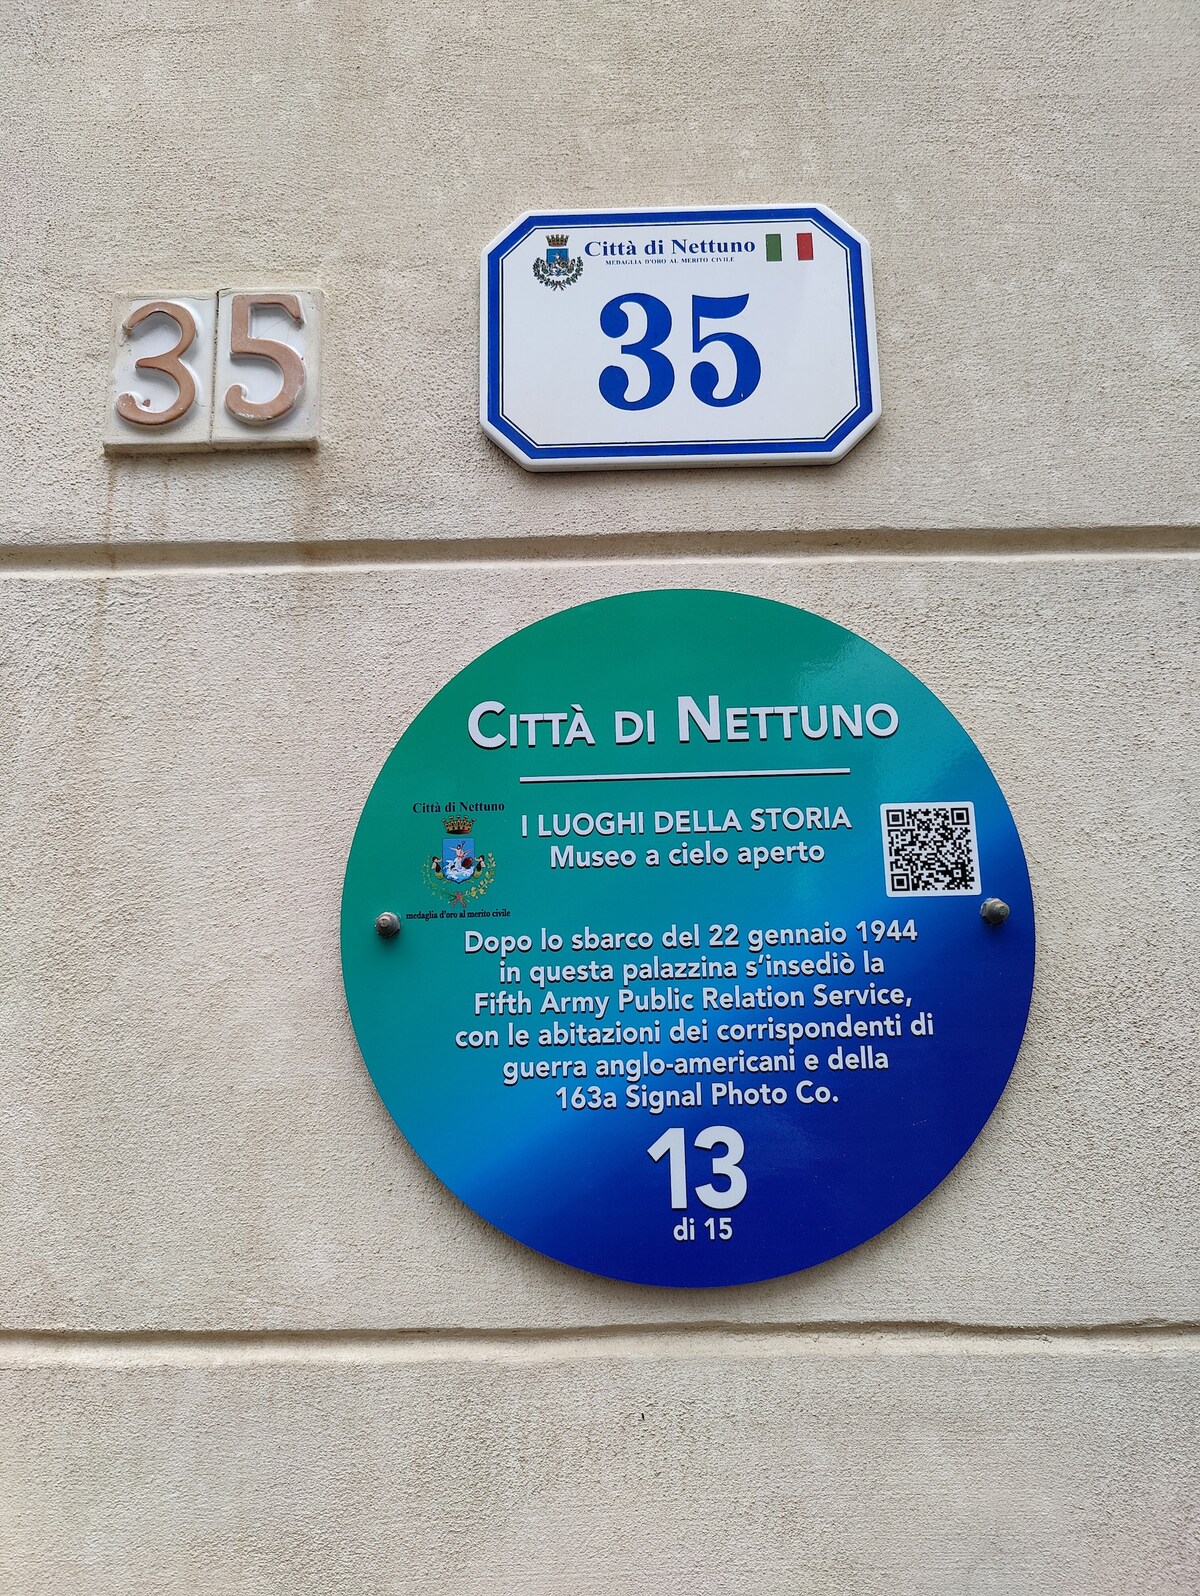 35
Città di Nettuno
MEDAGLIA D'ORO AL MERITO CIVILE
35
CITTÀ DI NETTUNO
Città di Nettuno
medaglia d'oro al merito civile
I LUOGHI DELLA STORIA
Museo a cielo aperto
Dopo lo sbarco del 22 gennaio 1944
in questa palazzina s'insediò la
Fifth Army Public Relation Service,
con le abitazioni dei corrispondenti di
guerra anglo-americani e della
163a Signal Photo Co.
13
di 15